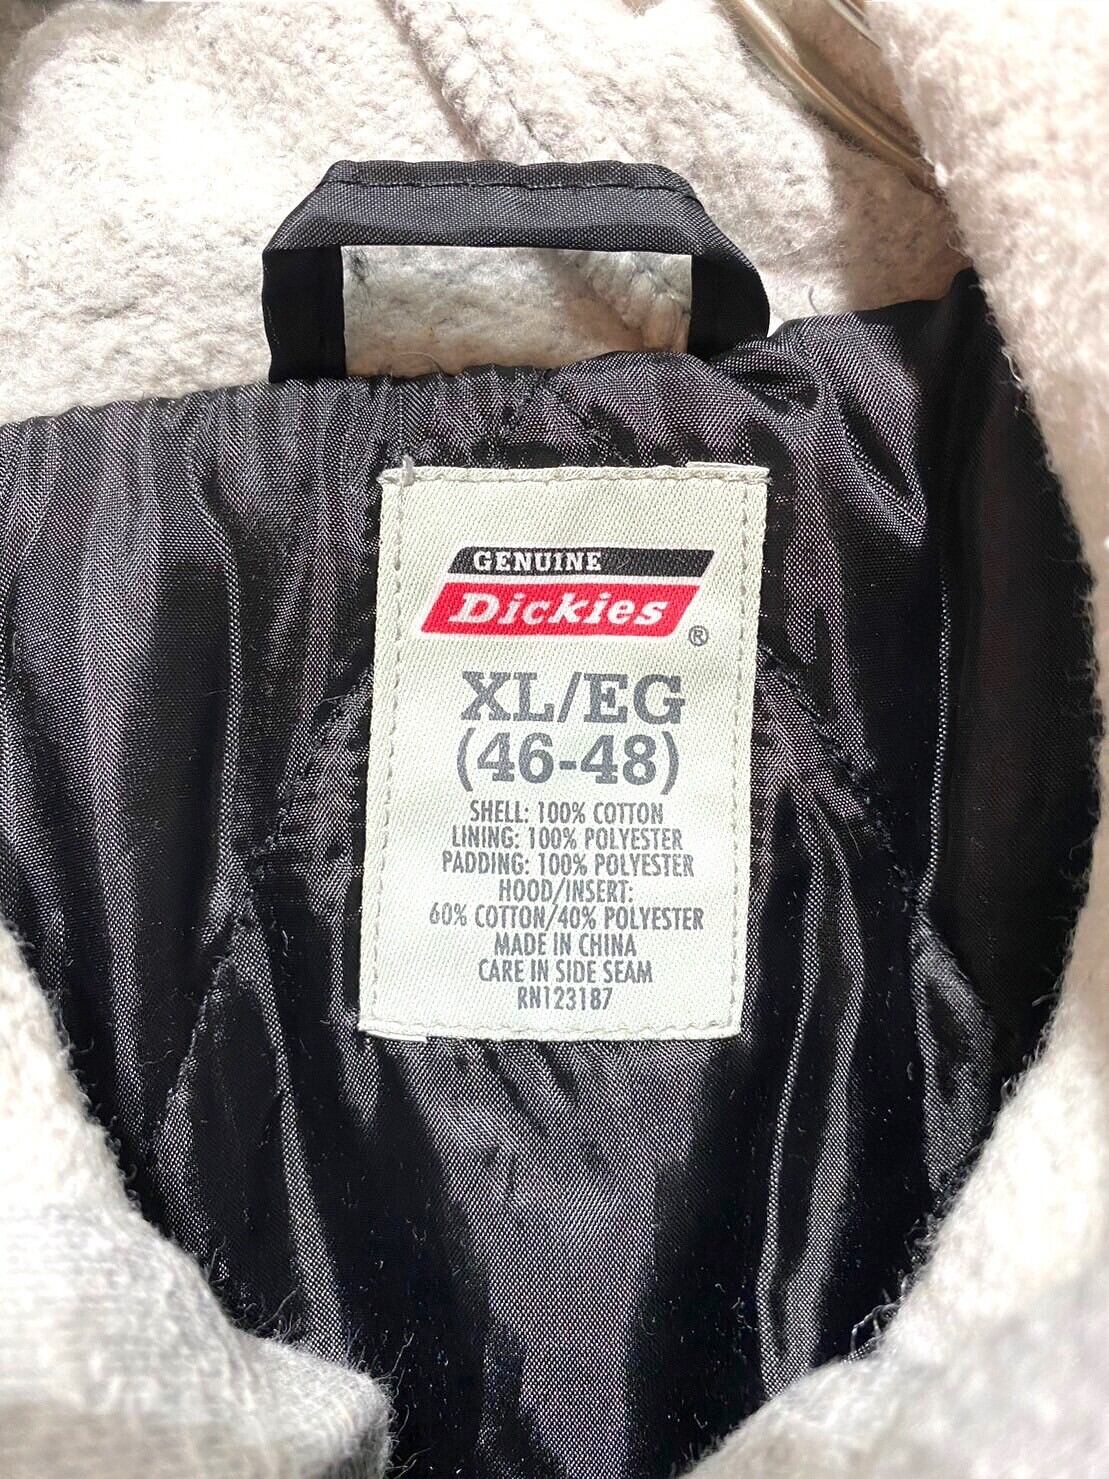 GENUINE
Dickies
®
XL/EG
(46-48)
SHELL: 100% COTTON
LINING: 100% POLYESTER
PADDING: 100% POLYESTER
HOOD/INSERT:
60% COTTON/40% POLYESTER
MADE IN CHINA
CARE IN SIDE SEAM
RN123187